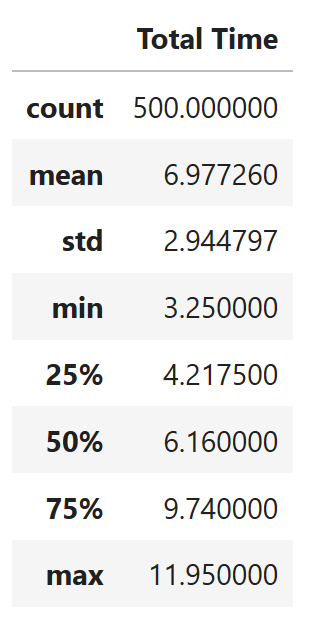 Total Time
count 500.000000
mean 6.977260
std 2.944797
min 3.250000
25% 4.217500
50% 6.160000
75% 9.740000
max 11.950000